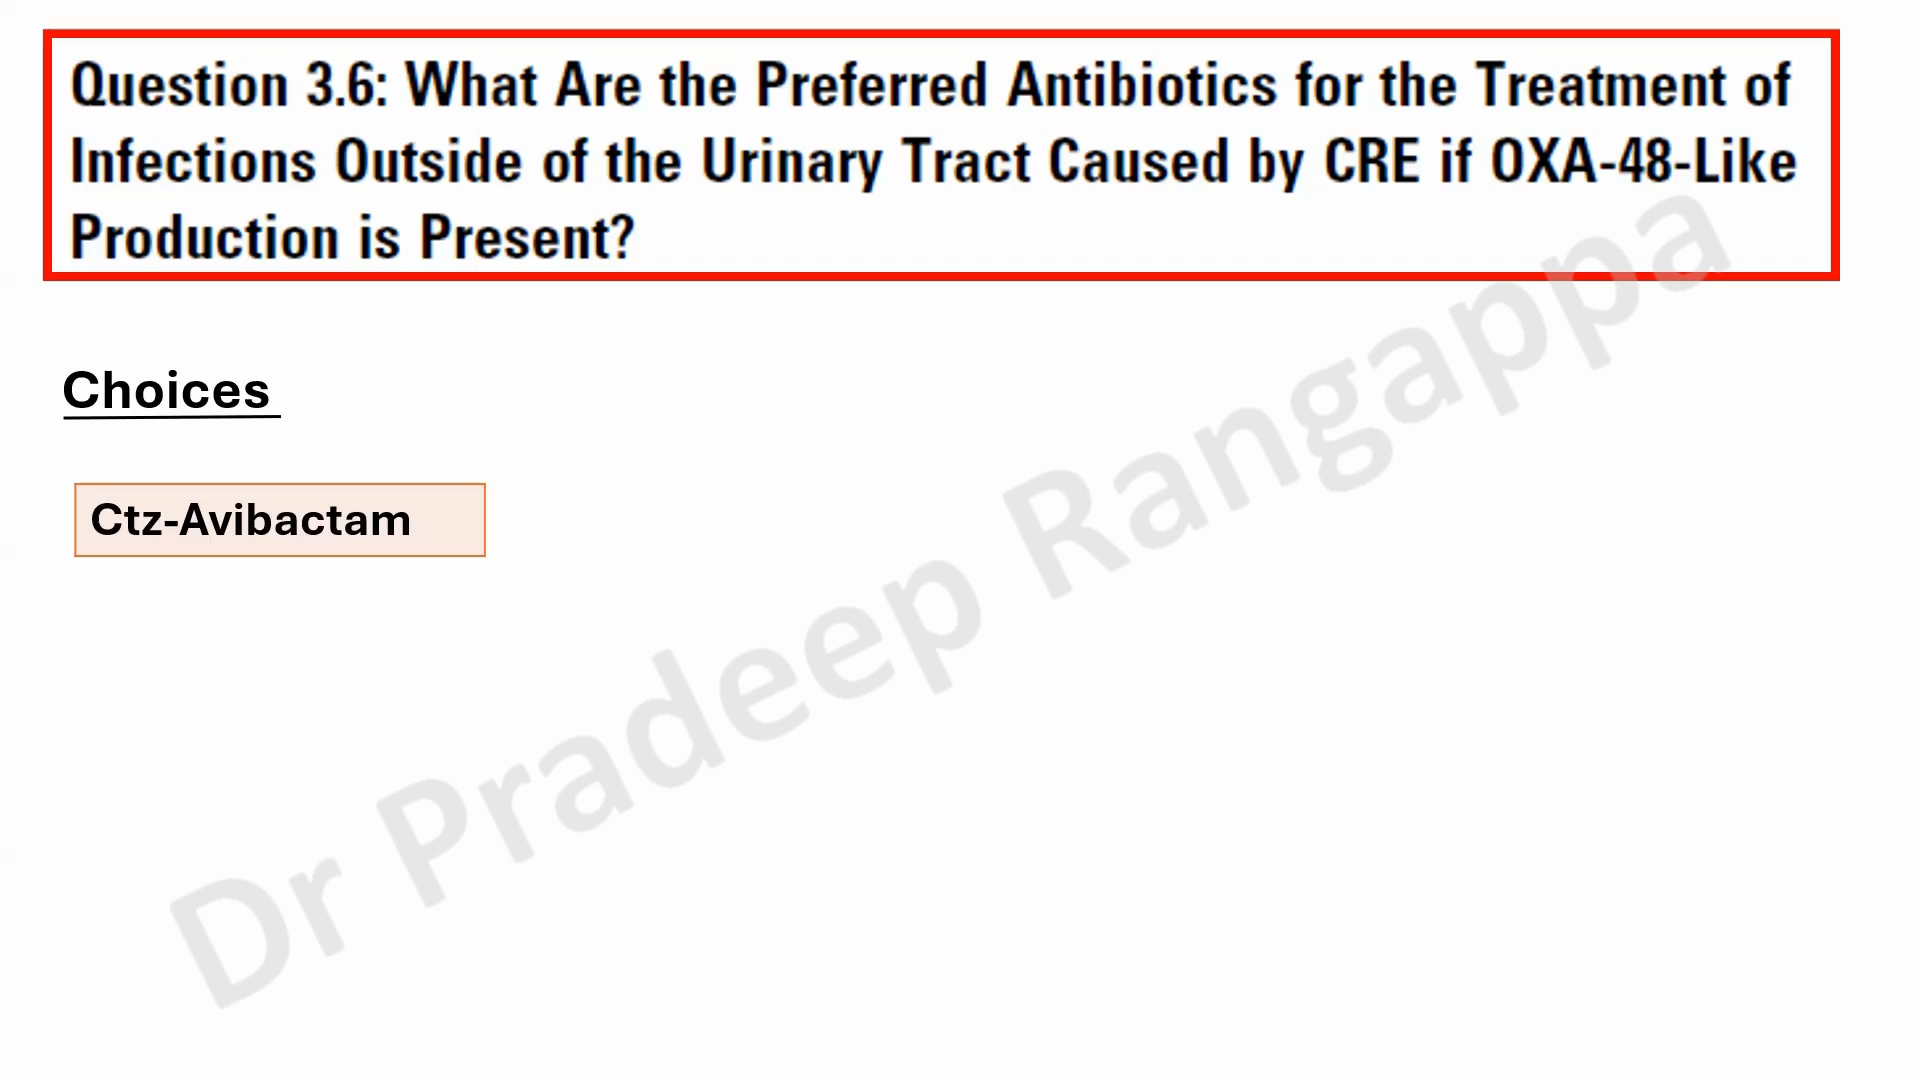 Question 3.6: What Are the Preferred Antibiotics for the Treatment of
Infections Outside of the Urinary Tract Caused by CRE if OXA-48-Like
Production is Present?
Choices
Ctz-Avibactam
Dr Pradeep Rangappa